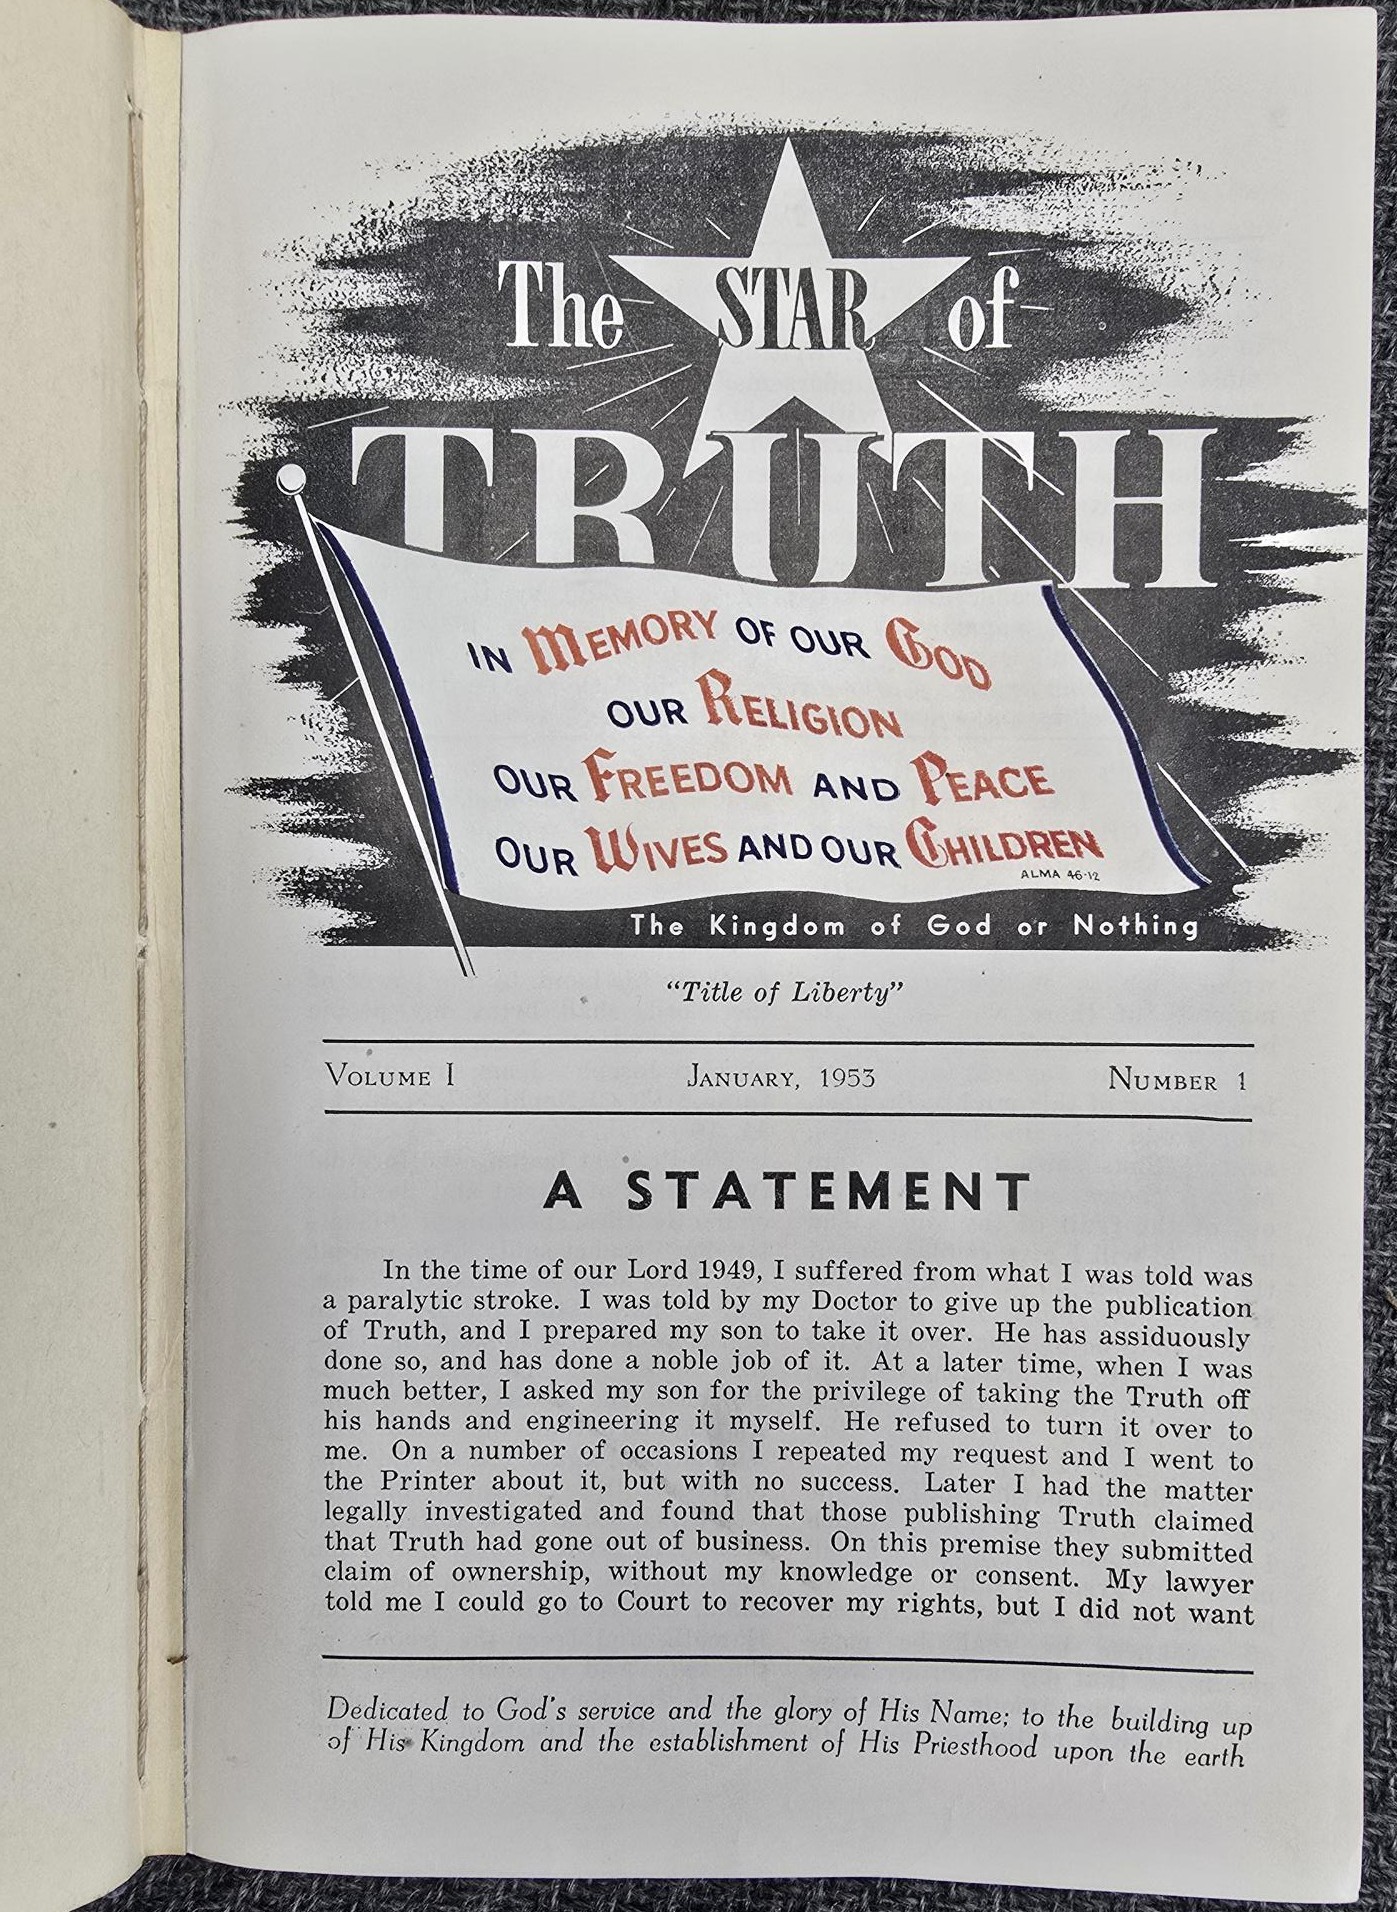 The STAR of
TRUTH
IN MEMORY OF OUR GOD
OUR RELIGION
OUR FREEDOM AND PEACE
OUR WIVES AND OUR CHILDREN
ALMA 46-12
The Kingdom of God or Nothing
“Title of Liberty”
VOLUME I JANUARY, 1953 NUMBER 1
A STATEMENT
In the time of our Lord 1949, I suffered from what I was told was
a paralytic stroke. I was told by my Doctor to give up the publication
of Truth, and I prepared my son to take it over. He has assiduously
done so, and has done a noble job of it. At a later time, when I was
much better, I asked my son for the privilege of taking the Truth off
his hands and engineering it myself. He refused to turn it over to
me. On a number of occasions I repeated my request and I went to
the Printer about it, but with no success. Later I had the matter
legally investigated and found that those publishing Truth claimed
that Truth had gone out of business. On this premise they submitted
claim of ownership, without my knowledge or consent. My lawyer
told me I could go to Court to recover my rights, but I did not want
Dedicated to God's service and the glory of His Name; to the building up
of His Kingdom and the establishment of His Priesthood upon the earth